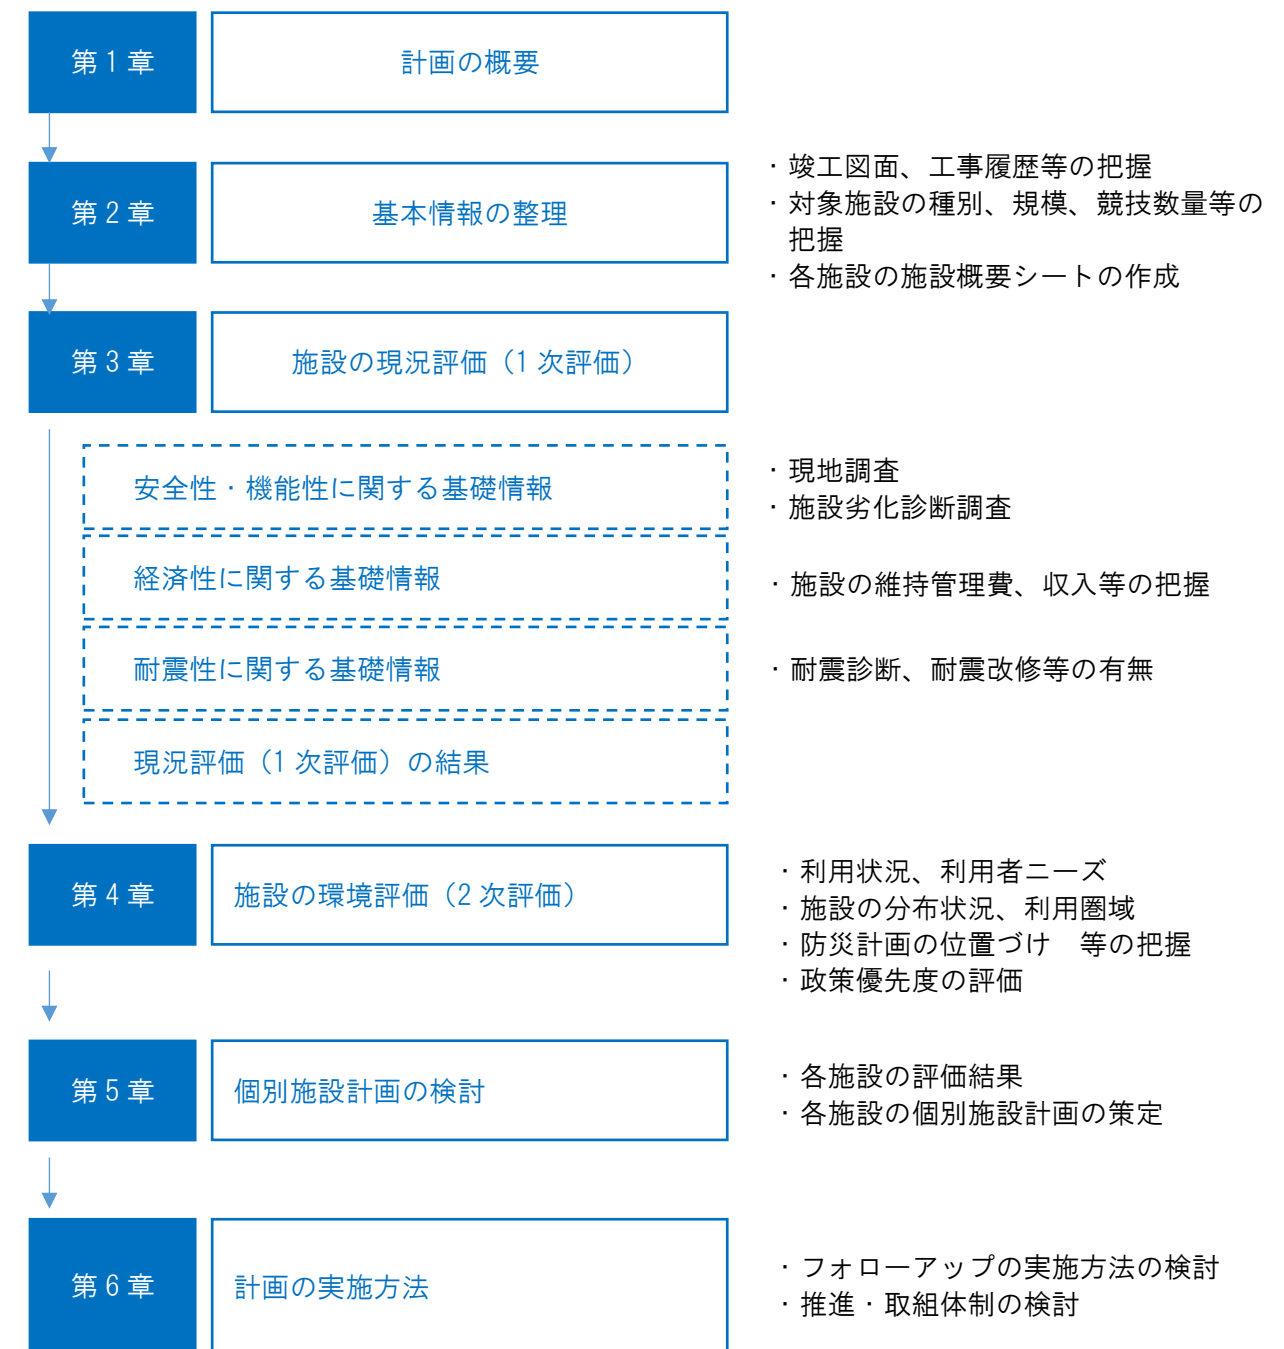 第1章
計画の概要
第2章
基本情報の整理
・竣工図面、工事履歴等の把握
・対象施設の種別、規模、競技数量等の
把握
・各施設の施設概要シートの作成
第3章
施設の現況評価（1次評価）
安全性・機能性に関する基礎情報
・現地調査
・施設劣化診断調査
経済性に関する基礎情報
・施設の維持管理費、収入等の把握
耐震性に関する基礎情報
・耐震診断、耐震改修等の有無
現況評価（1次評価）の結果
第4章
施設の環境評価（2次評価）
・利用状況、利用者ニーズ
・施設の分布状況、利用圏域
・防災計画の位置づけ　等の把握
・政策優先度の評価
第5章
個別施設計画の検討
・各施設の評価結果
・各施設の個別施設計画の策定
第6章
計画の実施方法
・フォローアップの実施方法の検討
・推進・取組体制の検討